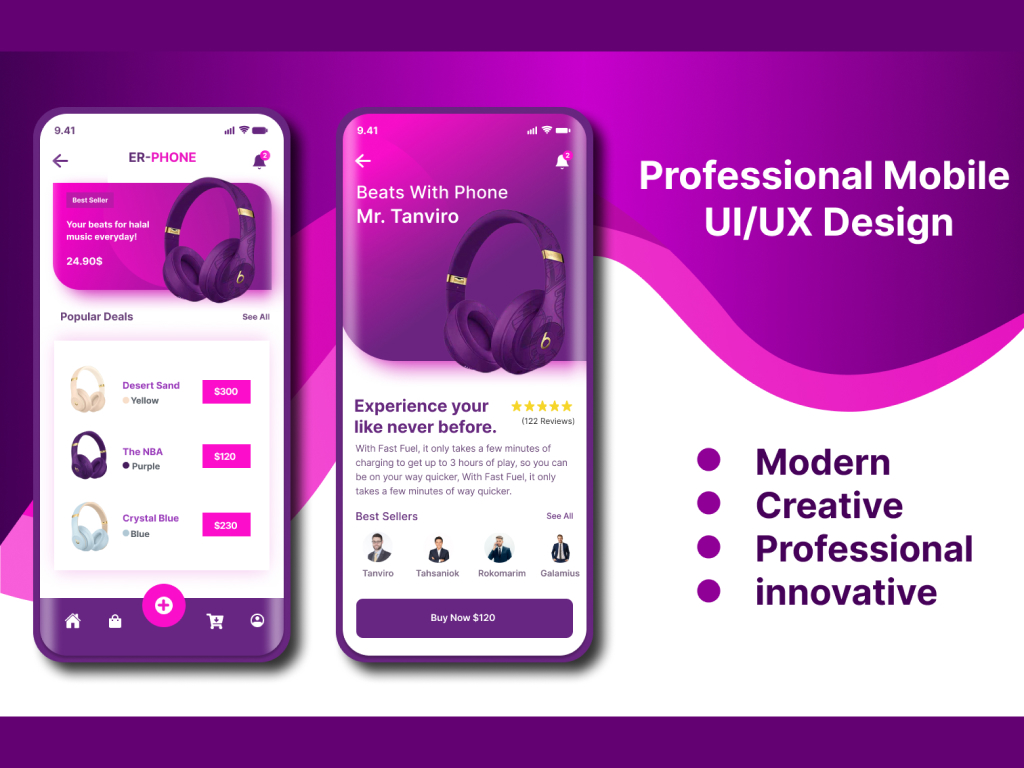 9.41
ER-PHONE
2
Best Seller
Your beats for halal
music everyday!
24.90$
Popular Deals
See All
Desert Sand
Yellow
$300
The NBA
Purple
$120
Crystal Blue
Blue
$230
9.41
2
Beats With Phone
Mr. Tanviro
Experience your
like never before.
(122 Reviews)
With Fast Fuel, it only takes a few minutes of
charging to get up to 3 hours of play, so you can
be on your way quicker, With Fast Fuel, it only
takes a few minutes of way quicker.
Best Sellers
See All
Tanviro
Tahsaniok
Rokomarim
Galamius
Buy Now $120
Professional Mobile
UI/UX Design
Modern
Creative
Professional
innovative